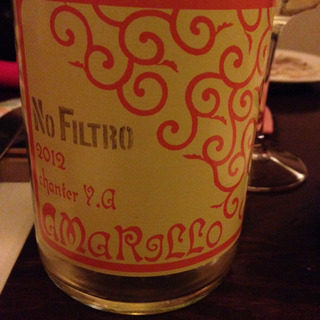 No Filtro
2012
chanter Y.A
AMARILLO